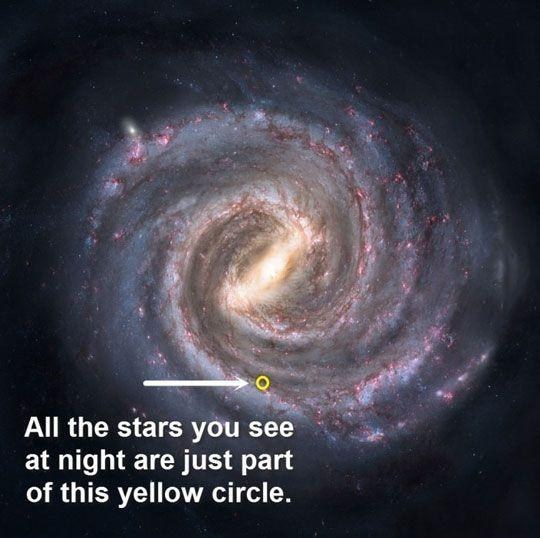 All the stars you see
at night are just part
of this yellow circle.